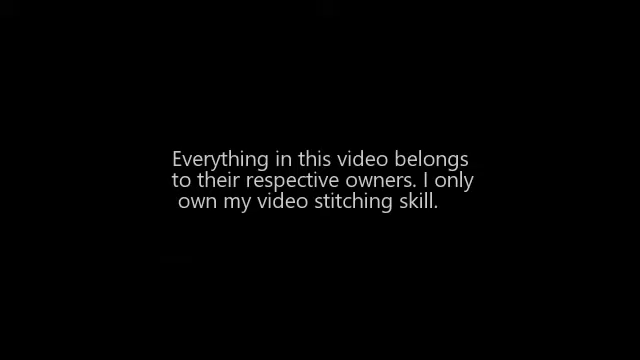 Everything in this video belongs
to their respective owners. I only
own my video stitching skill.